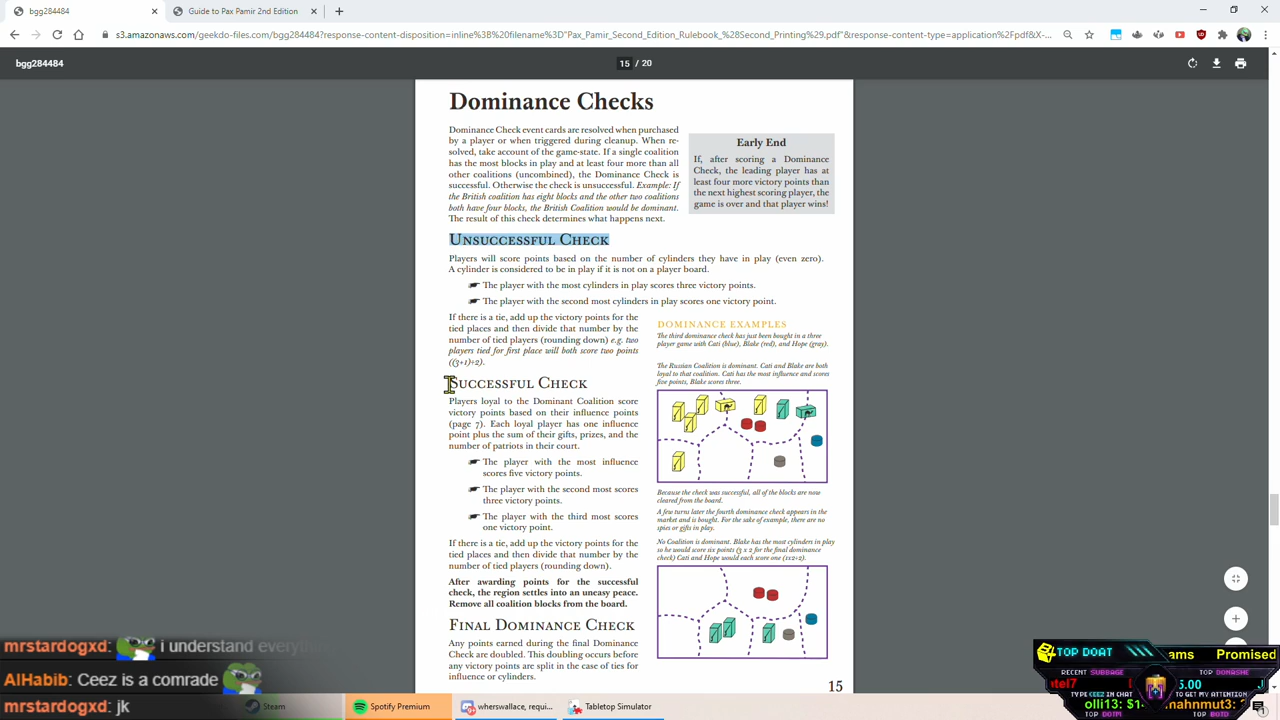 bgg284484
Guide to Pax Pamir 2nd Edition
s3.amazonaws.com/geekdo-files.com/bgg284484?response-content-disposition=inline%3B%20filename%3D"Pax_Pamir_Second_Edition_Rulebook_%28Second_Printing%29.pdf"&response-content-type=application%2Fpdf&X-...
bgg284484
15 / 20
Dominance Checks
Dominance Check event cards are resolved when purchased
by a player or when triggered during cleanup. When re-
solved, take account of the game-state. If a single coalition
has the most blocks in play and at least four more than all
other coalitions (uncombined), the Dominance Check is
successful. Otherwise the check is unsuccessful. Example: If
the British coalition has eight blocks and the other two coalitions
both have four blocks, the British Coalition would be dominant.
The result of this check determines what happens next.
Early End
If, after scoring a Dominance
Check, the leading player has at
least four more victory points than
the next highest scoring player, the
game is over and that player wins!
Unsuccessful Check
Players will score points based on the number of cylinders they have in play (even zero).
A cylinder is considered to be in play if it is not on a player board.
The player with the most cylinders in play scores three victory points.
The player with the second most cylinders in play scores one victory point.
If there is a tie, add up the victory points for the
tied places and then divide that number by the
number of tied players (rounding down) e.g. two
players tied for first place will both score two points
((3+1)÷2).
Successful Check
Players loyal to the Dominant Coalition score
victory points based on their influence points
(page 7). Each loyal player has one influence
point plus the sum of their gifts, prizes, and the
number of patriots in their court.
The player with the most influence
scores five victory points.
The player with the second most scores
three victory points.
The player with the third most scores
one victory point.
If there is a tie, add up the victory points for the
tied places and then divide that number by the
number of tied players (rounding down).
After awarding points for the successful
check, the region settles into an uneasy peace.
Remove all coalition blocks from the board.
Final Dominance Check
Any points earned during the final Dominance
Check are doubled. This doubling occurs before
any victory points are split in the case of ties for
influence or cylinders.
DOMINANCE EXAMPLES
The third dominance check has just been bought in a three
player game with Cati (blue), Blake (red), and Hope (gray).
The Russian Coalition is dominant. Cati and Blake are both
loyal to that coalition. Cati has the most influence and scores
five points, Blake scores three.
Because the check was successful, all of the blocks are now
cleared from the board.
A few turns later the fourth dominance check appears in the
market and is bought. For the sake of example, there are no
spies or gifts in play.
No Coalition is dominant. Blake has the most cylinders in play
so he would score six points (3 x 2 for the final dominance
check) Cati and Hope would each score one (1x2÷2).
15
mrstardogxd: i understand everyth
AlHabib: Ceez is a comrade
mrstardogxd: jk
Steam
Spotify Premium
wherswallace, requi...
Tabletop Simulator
TOP DOAT
ams Promised
RECENT SUBBAGE
TOP DONASHE
ntel7
5.00
TYPE CEEZ IN CHAT
TO GET MY ATTENTION
olli13: $1
mahnmut3:
TOP DOTM
TOP BOTD